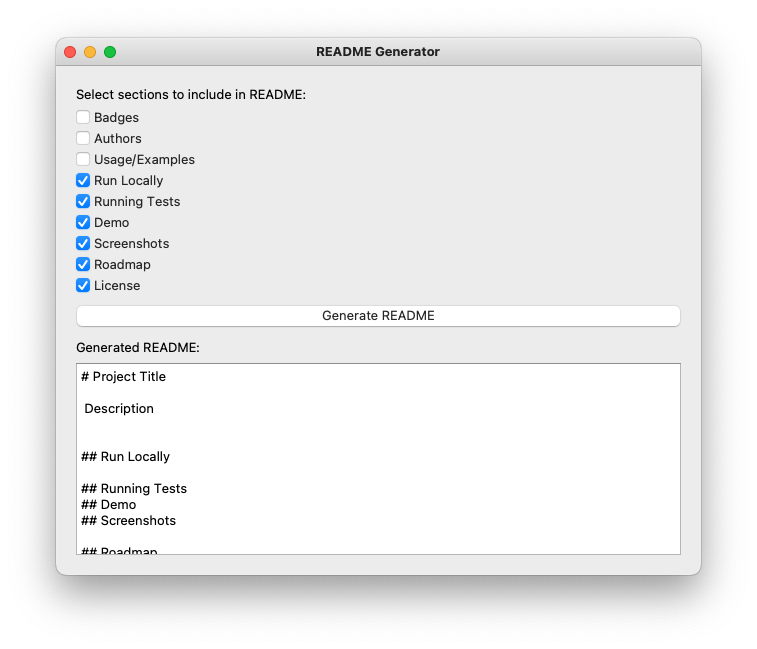 README Generator
Select sections to include in README:
Badges
Authors
Usage/Examples
Run Locally
Running Tests
Demo
Screenshots
Roadmap
License
Generate README
Generated README:
# Project Title
Description
## Run Locally
## Running Tests
## Demo
## Screenshots
## Roadmap